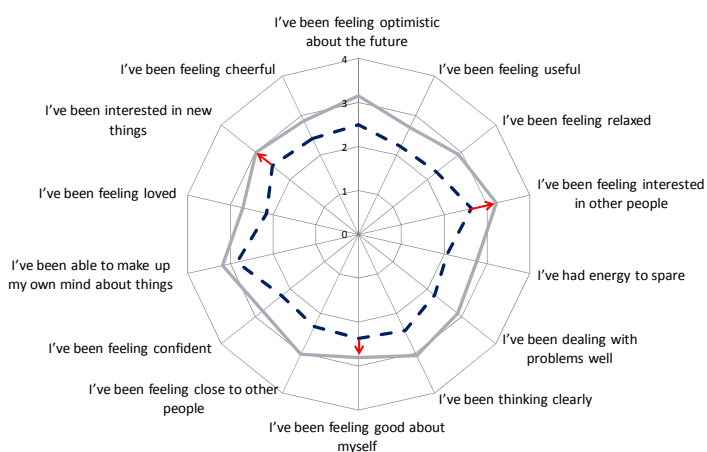 I've been feeling optimistic
about the future
I've been feeling useful
I've been feeling relaxed
I've been feeling interested
in other people
I've had energy to spare
I've been dealing with
problems well
I've been thinking clearly
I've been feeling good about
myself
I've been feeling close to other
people
I've been feeling confident
I've been able to make up
my own mind about things
I've been feeling loved
I've been interested in new
things
I've been feeling cheerful
4
3
2
1
0